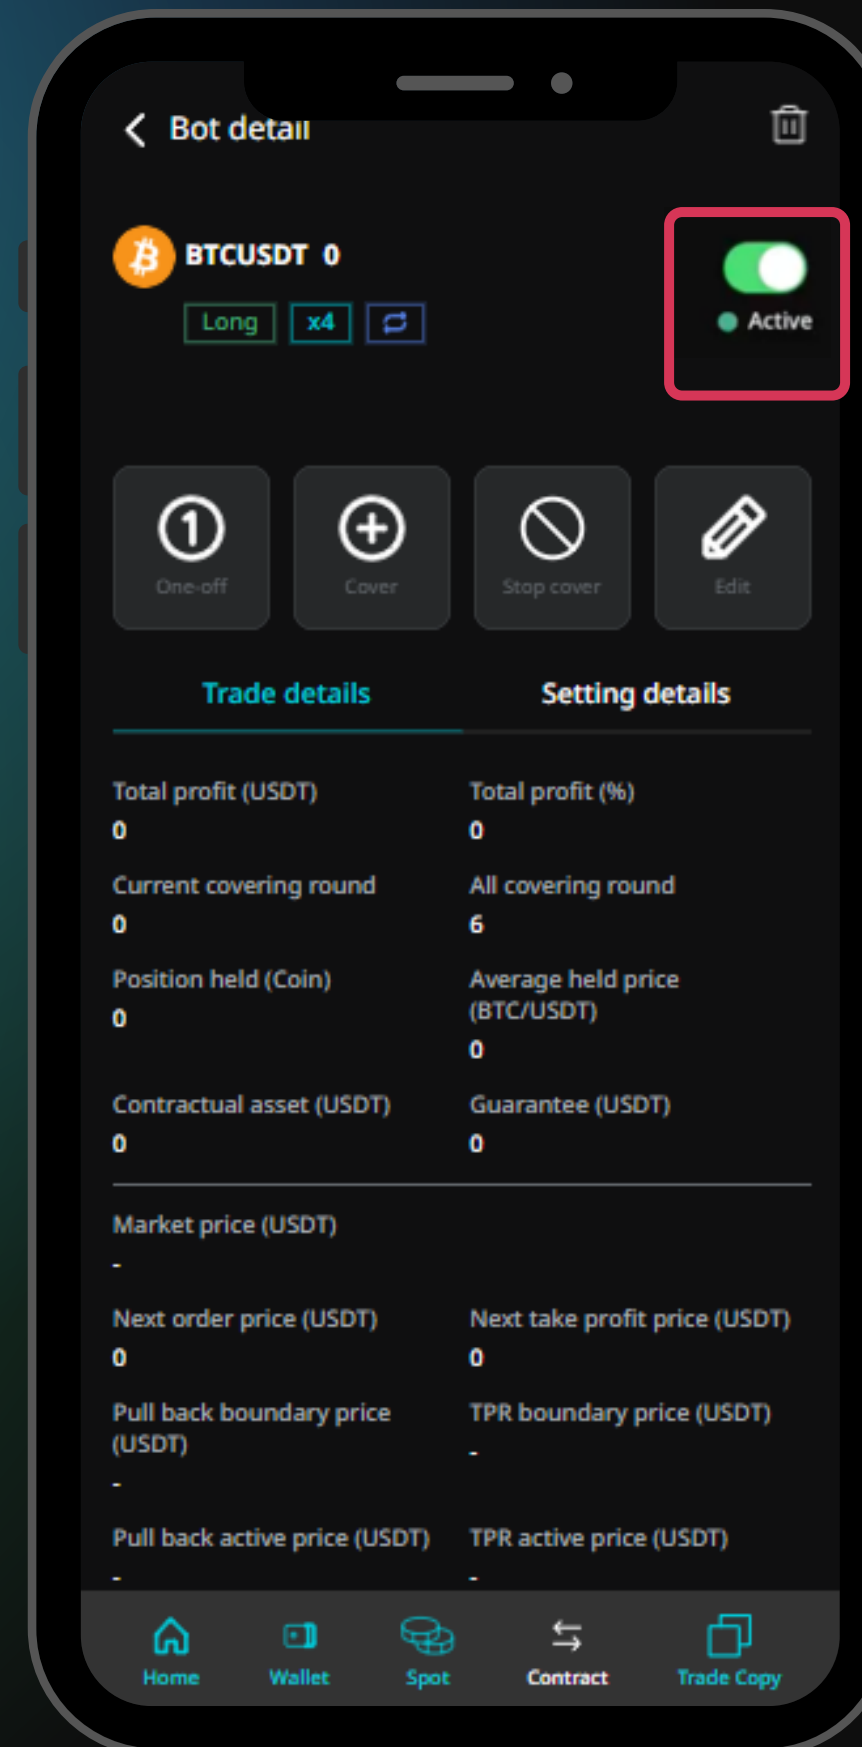 Bot detail
BTCUSDT 0
Long x4
Active
One-off Cover Stop cover Edit
Trade details Setting details
Total profit (USDT) Total profit (%)
0 0
Current covering round All covering round
0 6
Position held (Coin) Average held price
(BTC/USDT)
0
0
Contractual asset (USDT) Guarantee (USDT)
0 0
Market price (USDT)
-
Next order price (USDT) Next take profit price (USDT)
0 0
Pull back boundary price TPR boundary price (USDT)
(USDT)
-
-
Pull back active price (USDT) TPR active price (USDT)
- -
Home Wallet Spot Contract Trade Copy